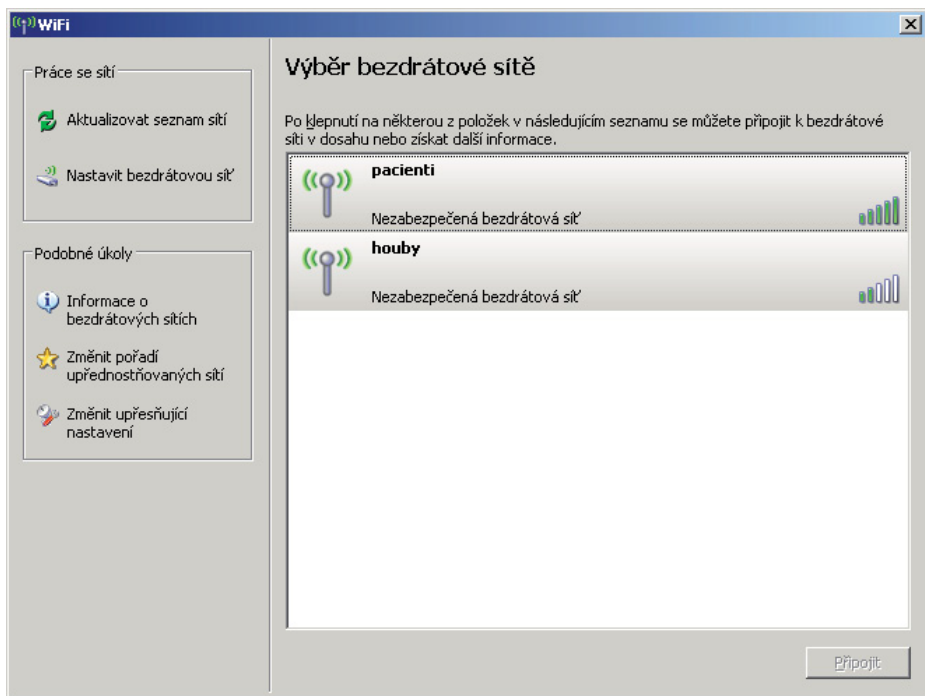 WiFi
Práce se sítí
Aktualizovat seznam sítí
Nastavit bezdrátovou síť
Podobné úkoly
Informace o
bezdrátových sítích
Změnit pořadí
upřednostňovaných sítí
Změnit upřesňující
nastavení
Výběr bezdrátové sítě
Po klepnutí na některou z položek v následujícím seznamu se můžete připojit k bezdrátové
síti v dosahu nebo získat další informace.
pacienti
Nezabezpečená bezdrátová síť
houby
Nezabezpečená bezdrátová síť
Připojit